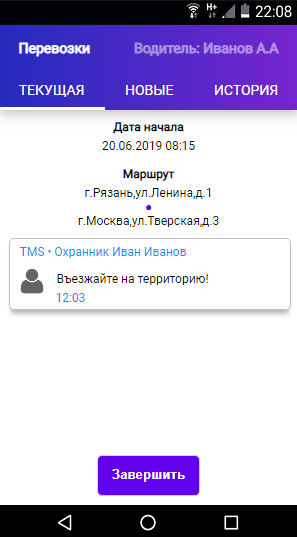 H+ 22:08
Перевозки Водитель: Иванов А.А
ТЕКУЩАЯ НОВЫЕ ИСТОРИЯ
Дата начала
20.06.2019 08:15
Маршрут
г.Рязань,ул.Ленина,д.1
г.Москва,ул.Тверская,д.3
TMS • Охранник Иван Иванов
Въезжайте на территорию!
12:03
Завершить